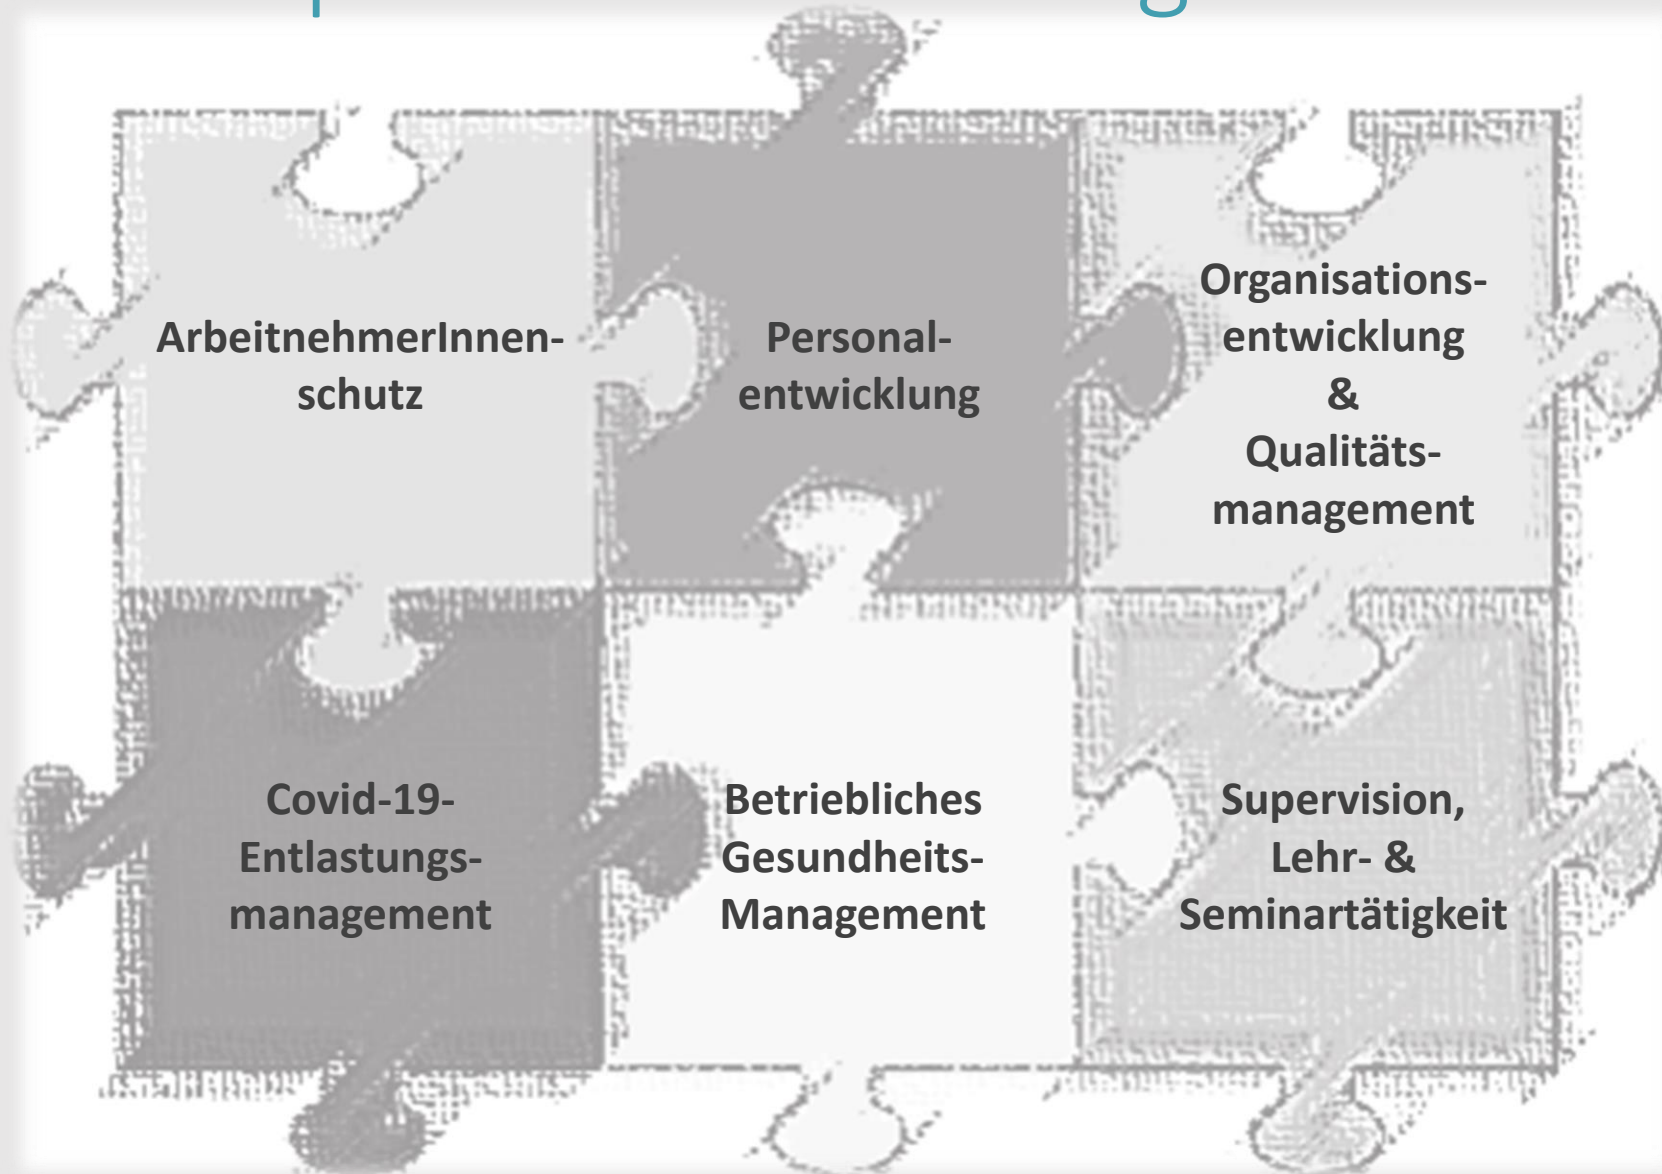 ArbeitnehmerInnen-
schutz
Personal-
entwicklung
Organisations-
entwicklung
&
Qualitäts-
management
Covid-19-
Entlastungs-
management
Betriebliches
Gesundheits-
Management
Supervision,
Lehr- &
Seminartätigkeit